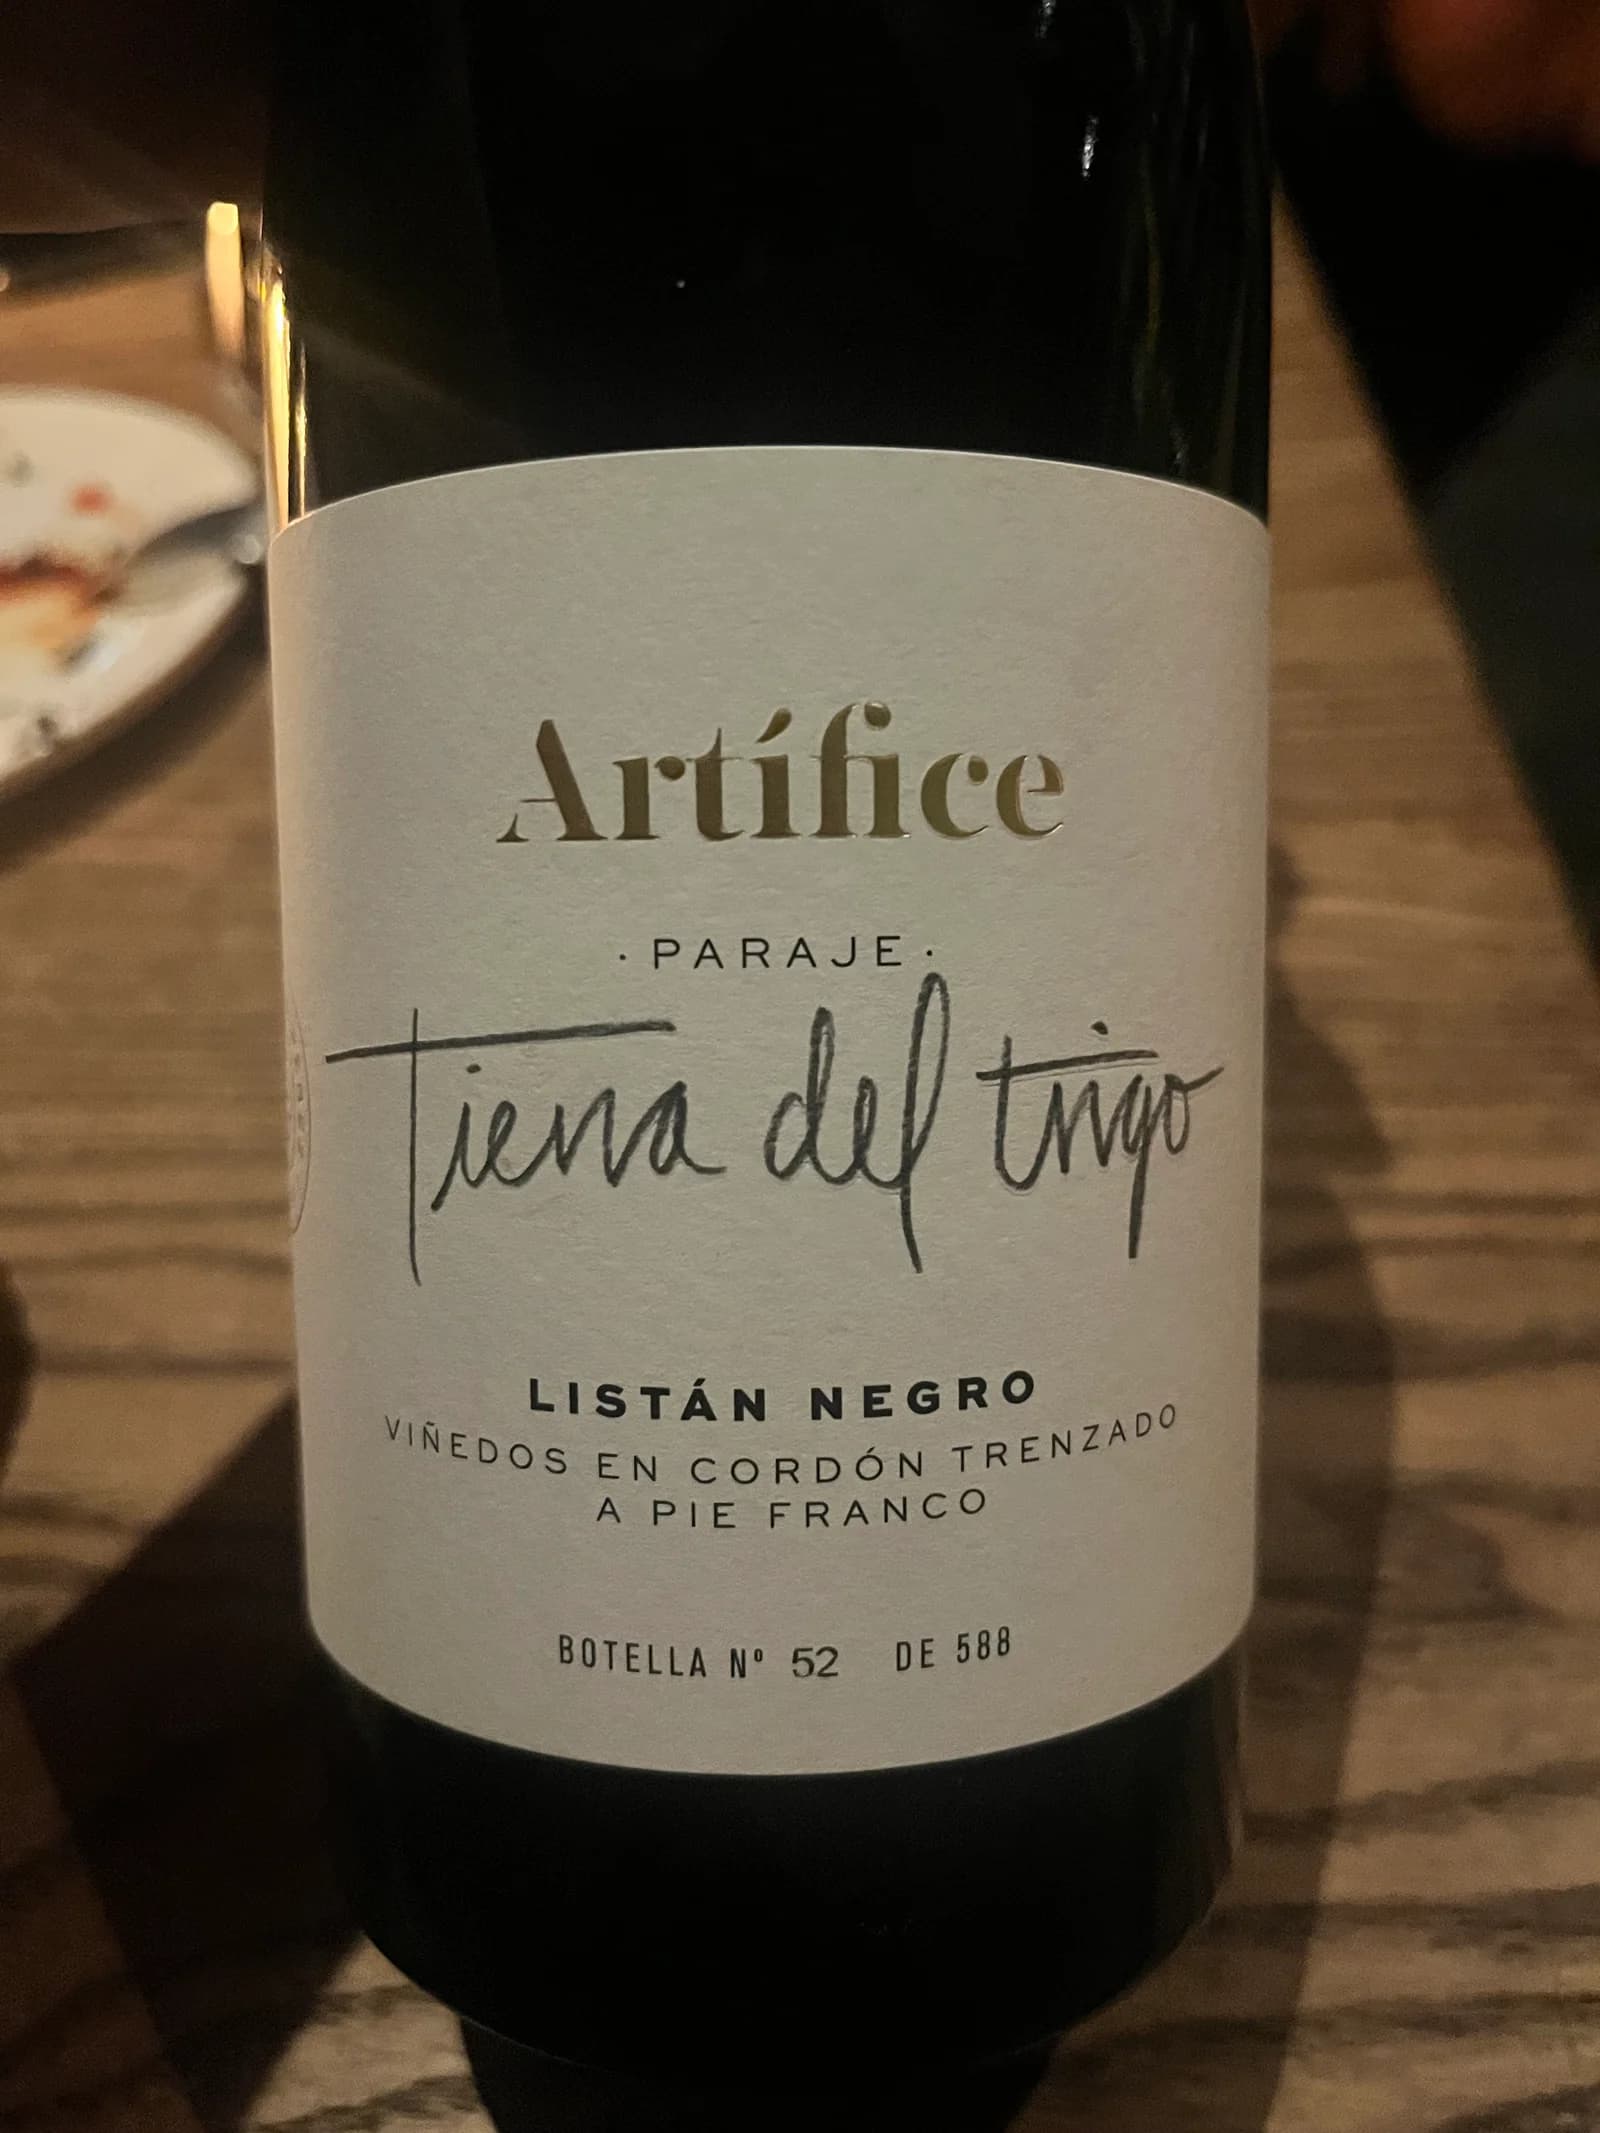 Artífice
· PARAJE ·
Tierra del trigo
LISTÁN NEGRO
VIÑEDOS EN CORDÓN TRENZADO
A PIE FRANCO
BOTELLA Nº 52 DE 588